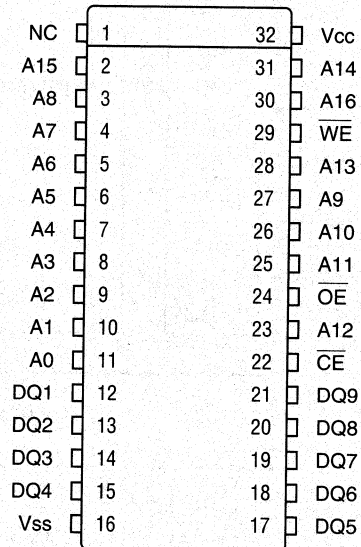 NC 1 32 Vcc
A15 2 31 A14
A8 3 30 A16
A7 4 29 WE
A6 5 28 A13
A5 6 27 A9
A4 7 26 A10
A3 8 25 A11
A2 9 24 OE
A1 10 23 A12
A0 11 22 CE
DQ1 12 21 DQ9
DQ2 13 20 DQ8
DQ3 14 19 DQ7
DQ4 15 18 DQ6
Vss 16 17 DQ5